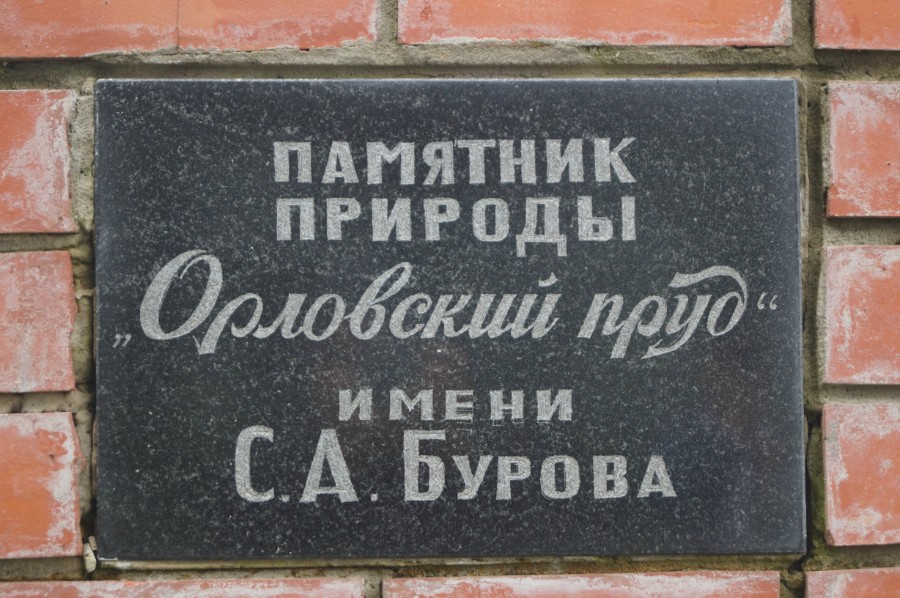 ПАМЯТНИК
ПРИРОДЫ
„Орловский пруд“
ИМЕНИ
С.А. БУРОВА